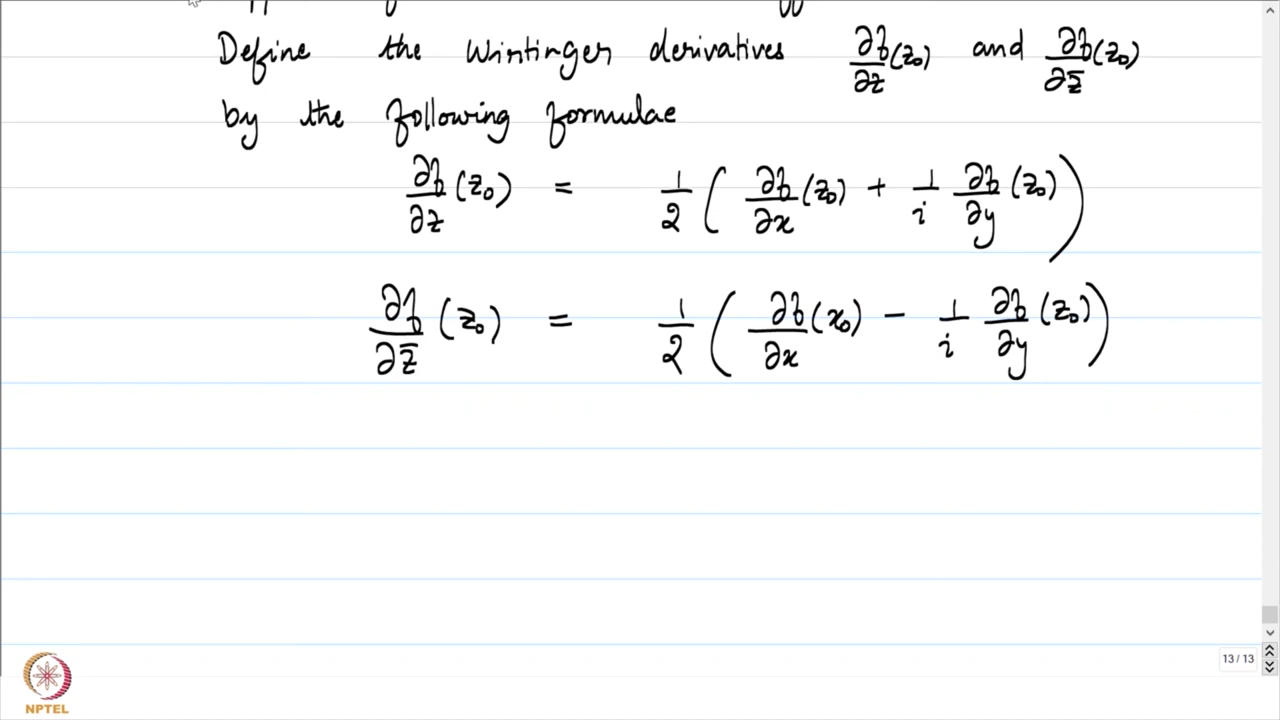 Define the Wirtinger derivatives ∂f/∂z (z₀) and ∂f/∂z̄ (z₀)
by the following formulae
∂f/∂z (z₀) = 1/2 ( ∂f/∂x (z₀) + 1/i ∂f/∂y (z₀) )
∂f/∂z̄ (z₀) = 1/2 ( ∂f/∂x (x₀) − 1/i ∂f/∂y (z₀) )
13 / 13
NPTEL